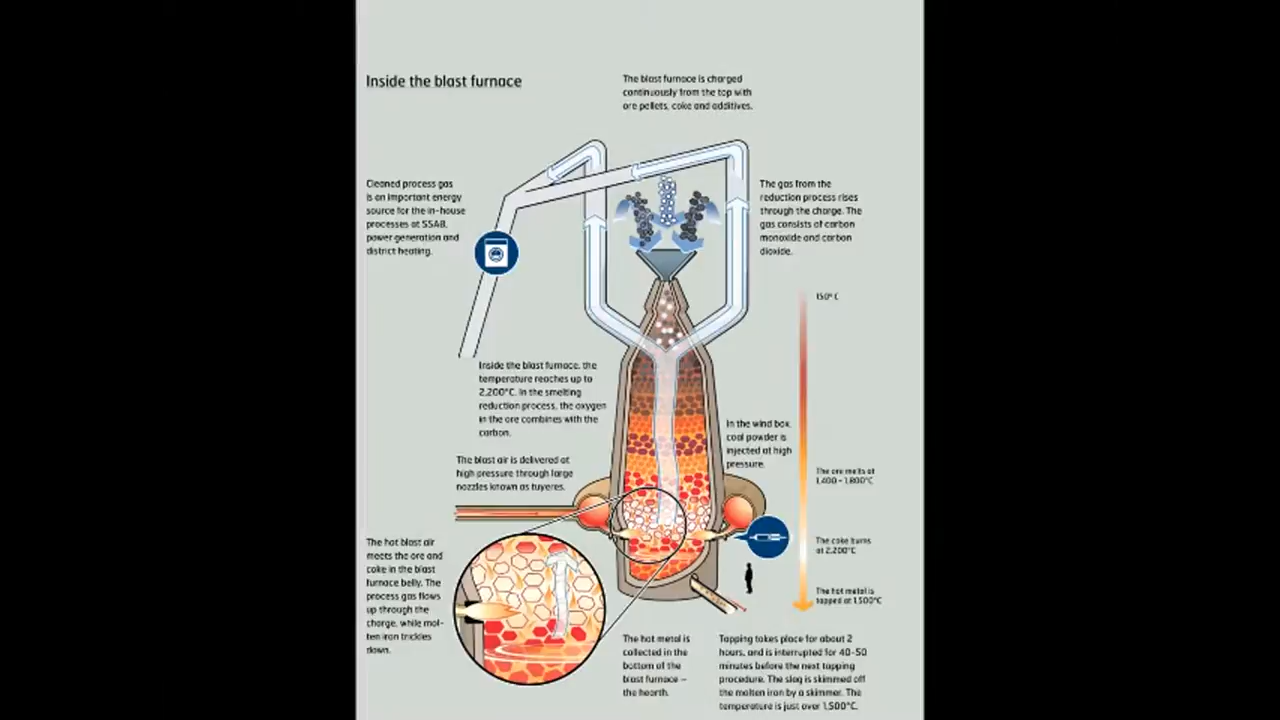 Inside the blast furnace
The blast furnace is charged
continuously from the top with
ore pellets, coke and additives.
Cleaned process gas
is an important energy
source for the in-house
processes at SSAB,
power generation and
district heating.
The gas from the
reduction process rises
through the charge. The
gas consists of carbon
monoxide and carbon
dioxide.
150° C
Inside the blast furnace, the
temperature reaches up to
2,200°C. In the smelting
reduction process, the oxygen
in the ore combines with the
carbon.
In the wind box,
coal powder is
injected at high
pressure.
The blast air is delivered at
high pressure through large
nozzles known as tuyeres.
The ore melts at
1,400 – 1,800°C
The hot blast air
meets the ore and
coke in the blast
furnace belly. The
process gas flows
up through the
charge, while mol-
ten iron trickles
down.
The coke burns
at 2,200°C
The hot metal is
tapped at 1,500°C
The hot metal is
collected in the
bottom of the
blast furnace –
the hearth.
Tapping takes place for about 2
hours, and is interrupted for 40-50
minutes before the next tapping
procedure. The slag is skimmed off
the molten iron by a skimmer. The
temperature is just over 1,500°C.